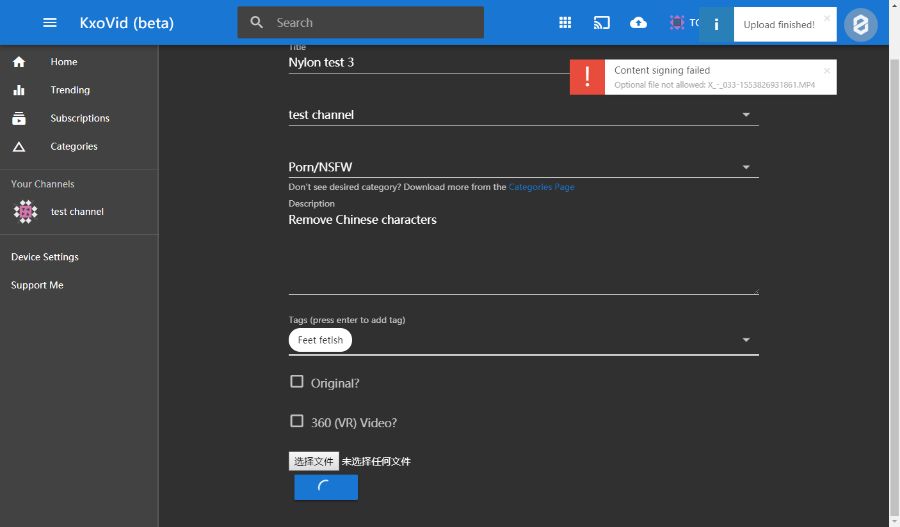 KxoVid (beta)
Search
Upload finished!
Home
Trending
Subscriptions
Categories
Your Channels
test channel
Device Settings
Support Me
Title
Nylon test 3
Content signing failed
Optional file not allowed: X_-_033-1553826931861.MP4
test channel
Porn/NSFW
Don't see desired category? Download more from the Categories Page
Description
Remove Chinese characters
Tags (press enter to add tag)
Feet fetish
Original?
360 (VR) Video?
选择文件 未选择任何文件